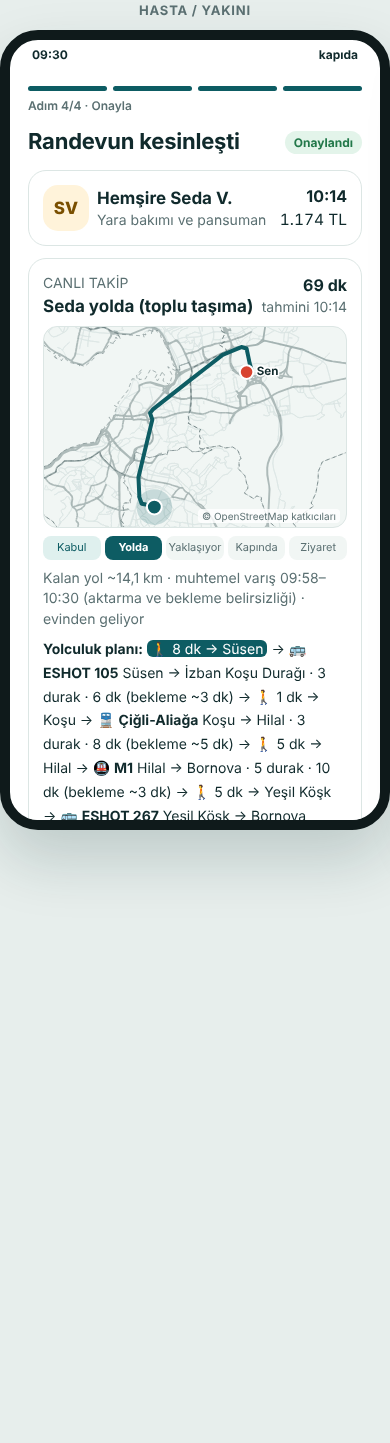 HASTA / YAKINI
09:30 kapıda
Adım 4/4 · Onayla
Randevun kesinleşti Onaylandı
SV Hemşire Seda V. 10:14
Yara bakımı ve pansuman 1.174 TL
CANLI TAKİP 69 dk
Seda yolda (toplu taşıma) tahmini 10:14
Sen
© OpenStreetMap katkıcıları
Kabul Yolda Yaklaşıyor Kapında Ziyaret
Kalan yol ~14,1 km · muhtemel varış 09:58–
10:30 (aktarma ve bekleme belirsizliği) ·
evinden geliyor
Yolculuk planı: 🚶 8 dk → Süsen → 🚌
ESHOT 105 Süsen → İzban Koşu Durağı · 3
durak · 6 dk (bekleme ~3 dk) → 🚶 1 dk →
Koşu → 🚆 Çiğli-Aliağa Koşu → Hilal · 3
durak · 8 dk (bekleme ~5 dk) → 🚶 5 dk →
Hilal → 🚇 M1 Hilal → Bornova · 5 durak · 10
dk (bekleme ~3 dk) → 🚶 5 dk → Yeşil Köşk
→ 🚌 ESHOT 267 Yeşil Köşk → Bornova